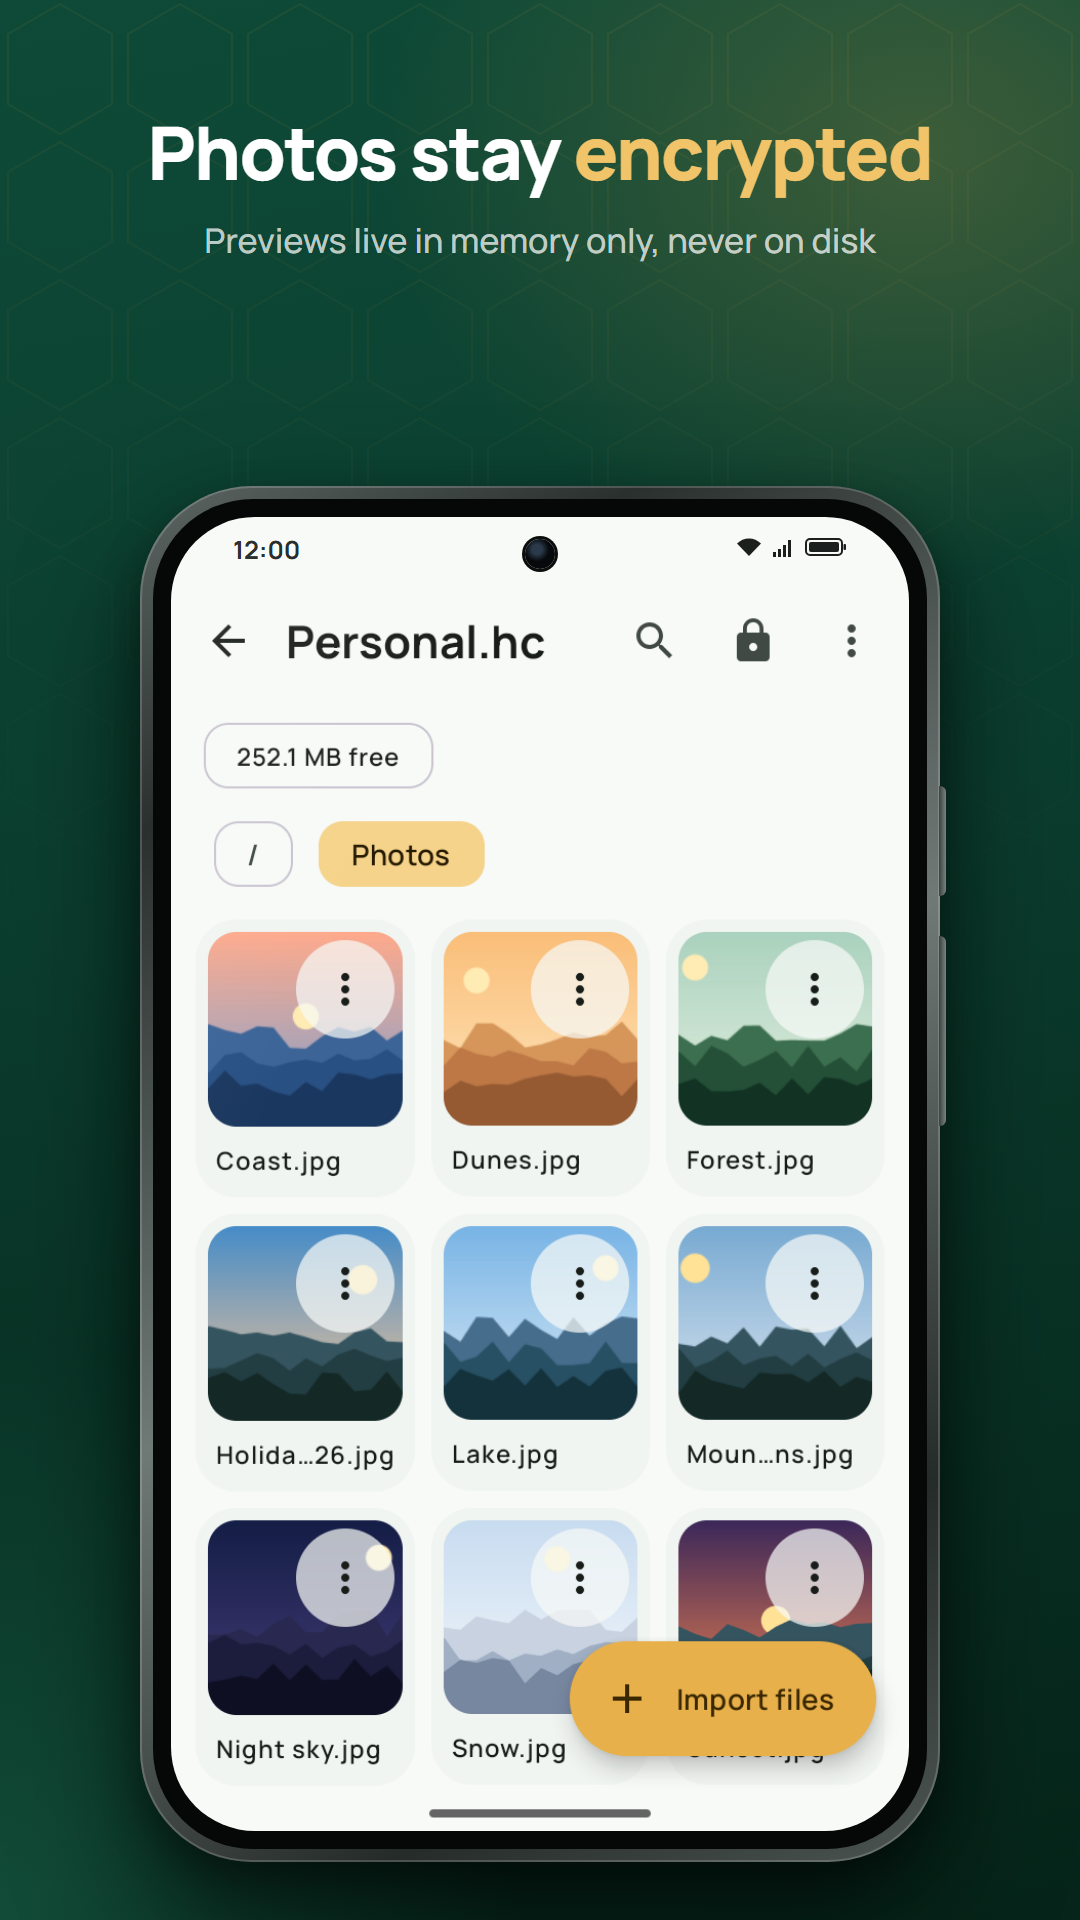 Photos stay encrypted
Previews live in memory only, never on disk
12:00
Personal.hc
252.1 MB free
/
Photos
Coast.jpg
Dunes.jpg
Forest.jpg
Holida...26.jpg
Lake.jpg
Moun...ns.jpg
Night sky.jpg
Snow.jpg
Import files